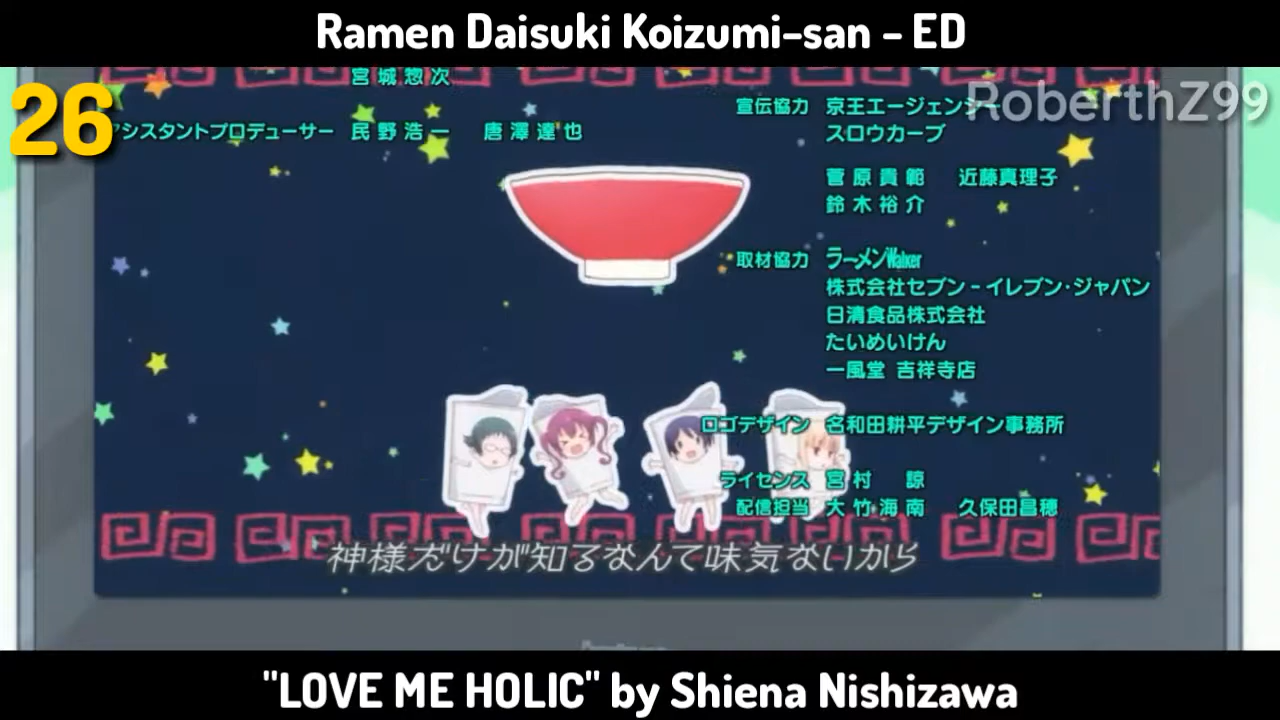 Ramen Daisuki Koizumi-san - ED
26
RoberthZ99
宮城惣次
アシスタントプロデューサー 民野浩一 唐澤達也
宣伝協力 京王エージェンシー
スロウカーブ
菅原貴範 近藤真理子
鈴木裕介
取材協力 ラーメンWalker
株式会社セブン-イレブン・ジャパン
日清食品株式会社
たいめいけん
一風堂 吉祥寺店
ロゴデザイン 名和田耕平デザイン事務所
ライセンス 宮村 諒
配信担当 大竹海南 久保田昌穂
神様だけが知るなんて味気ないから
"LOVE ME HOLIC" by Shiena Nishizawa